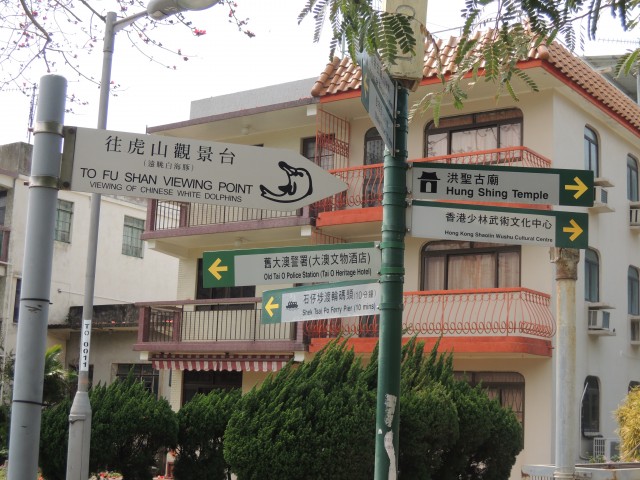 往虎山觀景台
(遠眺白海豚)
TO FU SHAN VIEWING POINT
VIEWING OF CHINESE WHITE DOLPHINS
洪聖古廟
Hung Shing Temple
香港少林武術文化中心
Hong Kong Shaolin Wushu Cultural Centre
舊大澳警署(大澳文物酒店)
Old Tai O Police Station (Tai O Heritage Hotel)
石仔埗渡輪碼頭(10分鐘)
Shek Tsai Po Ferry Pier (10 mins)
TO 0011